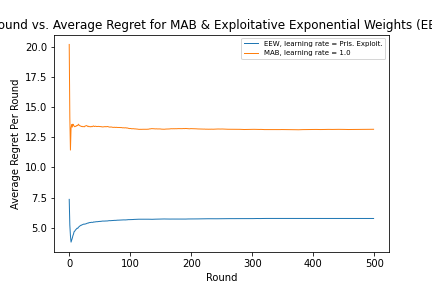 ound vs. Average Regret for MAB & Exploitative Exponential Weights (EE
EEW, learning rate = Pris. Exploit.
MAB, learning rate = 1.0
20.0
17.5
15.0
12.5
10.0
7.5
5.0
Average Regret Per Round
0 100 200 300 400 500
Round